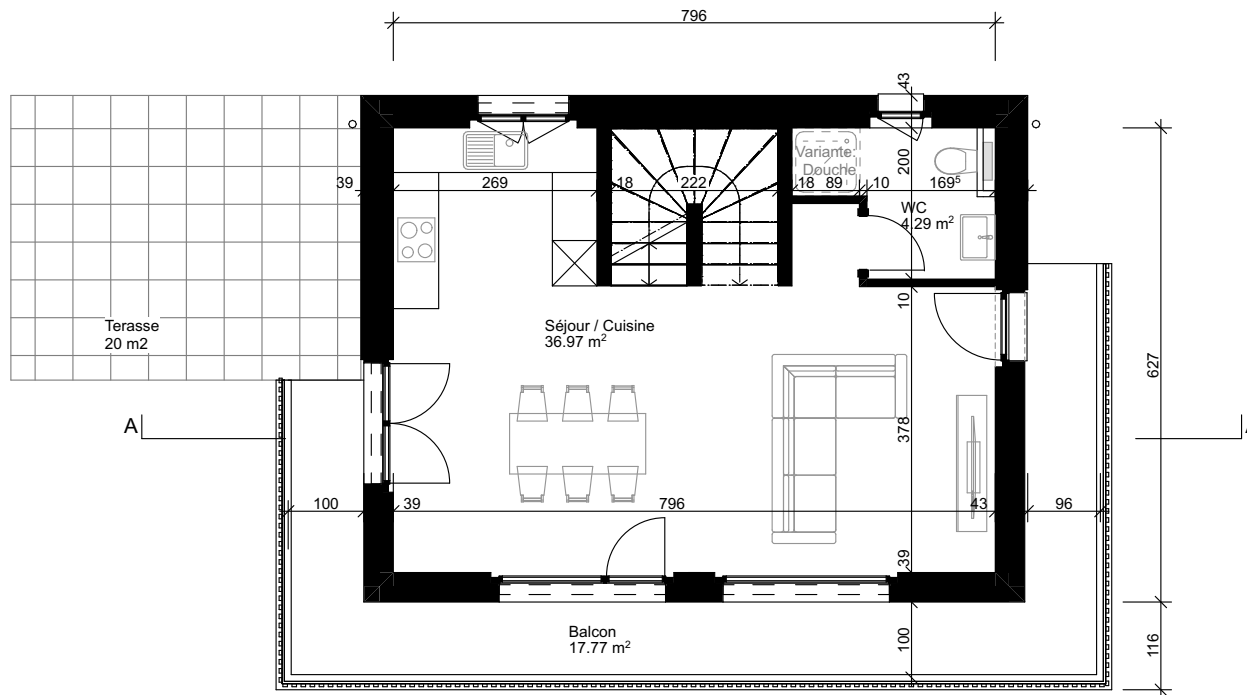 796
43
Variante:
Douche
200
39
269
18
222
18
89
10
169⁵
WC
4.29 m²
10
Terasse
20 m2
Séjour / Cuisine
36.97 m²
627
A
378
100
39
796
43
96
39
Balcon
17.77 m²
100
116